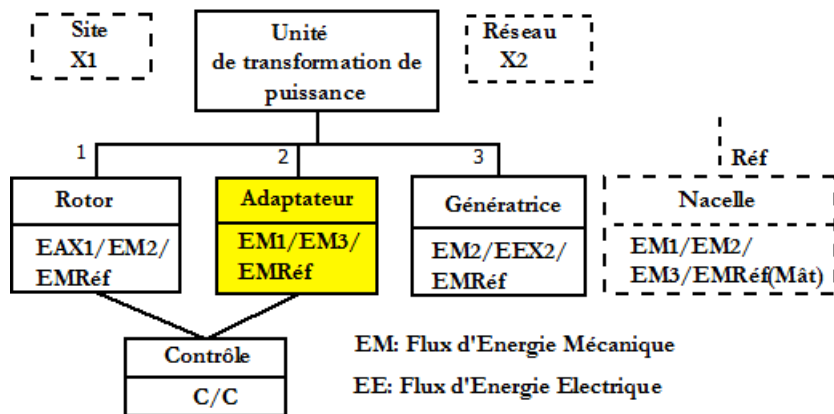 Site
X1
Unité
de transformation de
puissance
Réseau
X2
1
2
3
Réf
Rotor
EAX1/EM2/
EMRéf
Adaptateur
EM1/EM3/
EMRéf
Génératrice
EM2/EEX2/
EMRéf
Nacelle
EM1/EM2/
EM3/EMRéf(Mât)
Contrôle
C/C
EM: Flux d'Energie Mécanique
EE: Flux d'Energie Electrique